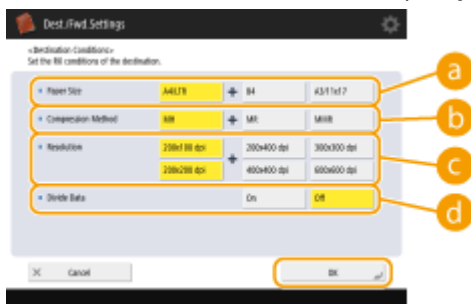 Dest./Fwd. Settings
<Destination Conditions>
Set the RX conditions of the destination.
Paper Size A4/LTR + B4 A3/11x17 a
Compression Method MH + MR MMR b
Resolution 200x100 dpi 200x400 dpi 300x300 dpi
200x200 dpi + 400x400 dpi 600x600 dpi c
Divide Data On Off d
× Cancel OK